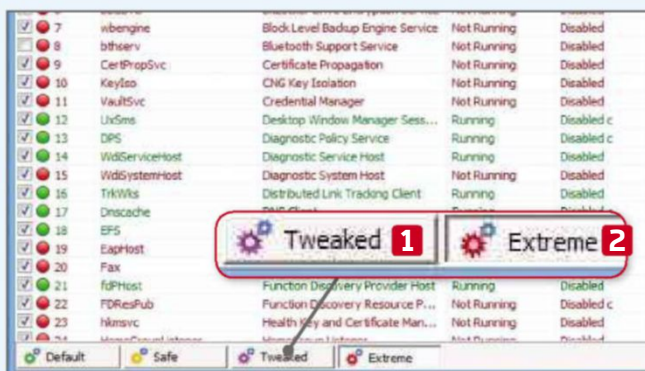 7 wbengine Block Level Backup Engine Service Not Running Disabled
8 bthserv Bluetooth Support Service Not Running Disabled
9 CertPropSvc Certificate Propagation Not Running Disabled
10 KeyIso CNG Key Isolation Not Running Disabled
11 VaultSvc Credential Manager Not Running Disabled
12 UxSms Desktop Window Manager Sess... Running Disabled c
13 DPS Diagnostic Policy Service Running Disabled c
14 WdiServiceHost Diagnostic Service Host Running Disabled
15 WdiSystemHost Diagnostic System Host Not Running Disabled
16 TrkWks Distributed Link Tracking Client Running Disabled
17 Dnscache
18 EFS
19 EapHost
20 Fax
Tweaked 1 Extreme 2
21 fdPHost Function Discovery Provider Host Running Disabled
22 FDResPub Function Discovery Resource P... Not Running Disabled c
23 hkmsvc Health Key and Certificate Man... Not Running Disabled
Default Safe Tweaked Extreme